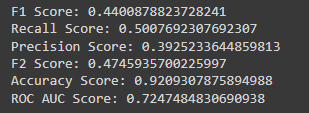 F1 Score: 0.4400878823728241
Recall Score: 0.5007692307692307
Precision Score: 0.3925233644859813
F2 Score: 0.4745935700225997
Accuracy Score: 0.9209307875894988
ROC AUC Score: 0.7247484830690938